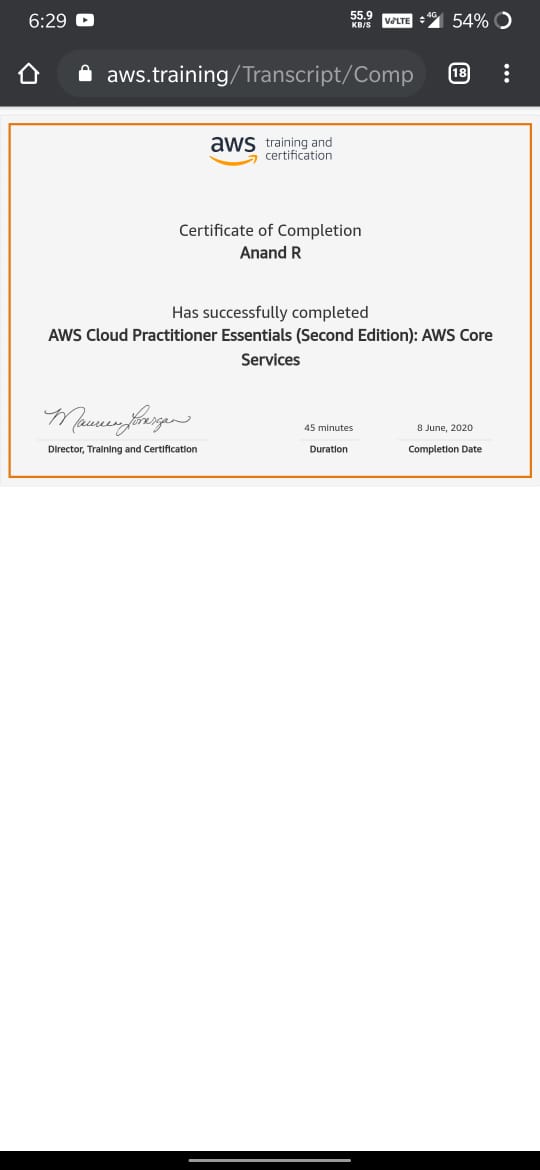 6:29 55.9 KB/S VoLTE 4G 54%
aws.training/Transcript/Comp 18
aws training and
certification
Certificate of Completion
Anand R
Has successfully completed
AWS Cloud Practitioner Essentials (Second Edition): AWS Core
Services
Maureen Lonergan
45 minutes 8 June, 2020
Director, Training and Certification Duration Completion Date